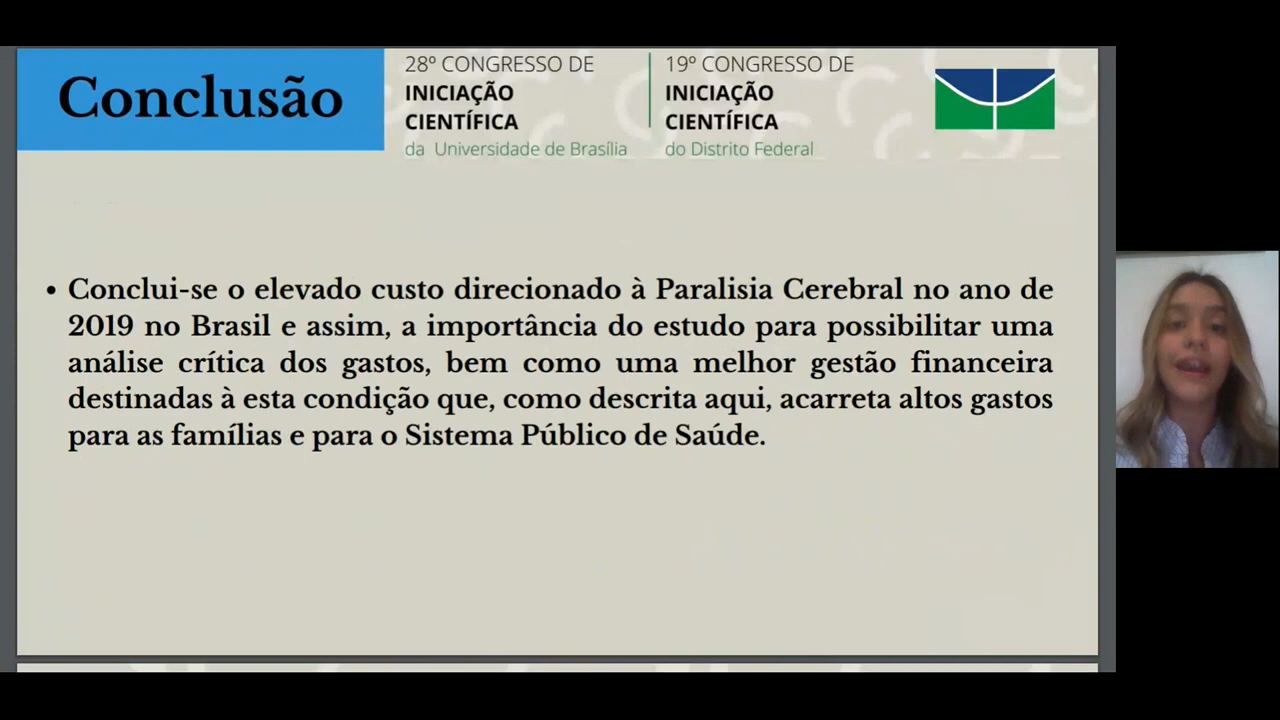 Conclusão
28º CONGRESSO DE
INICIAÇÃO
CIENTÍFICA
da Universidade de Brasília
19º CONGRESSO DE
INICIAÇÃO
CIENTÍFICA
do Distrito Federal
• Conclui-se o elevado custo direcionado à Paralisia Cerebral no ano de
2019 no Brasil e assim, a importância do estudo para possibilitar uma
análise crítica dos gastos, bem como uma melhor gestão financeira
destinadas à esta condição que, como descrita aqui, acarreta altos gastos
para as famílias e para o Sistema Público de Saúde.